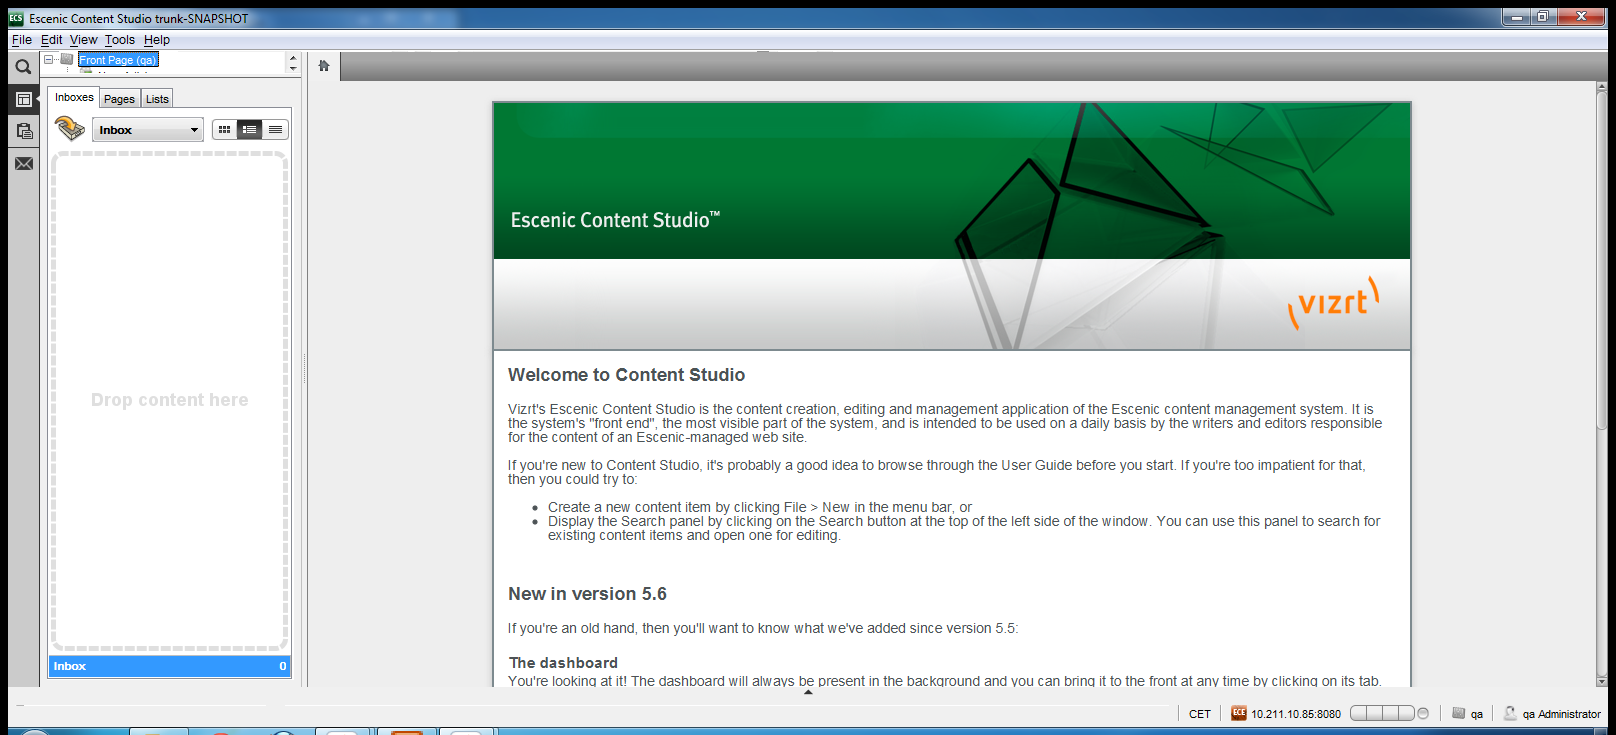 ECS Escenic Content Studio trunk-SNAPSHOT
File Edit View Tools Help
Front Page (qa)
Inboxes Pages Lists
Inbox
Drop content here
Inbox 0
Escenic Content Studio™
vizrt
Welcome to Content Studio
Vizrt's Escenic Content Studio is the content creation, editing and management application of the Escenic content management system. It is
the system's "front end", the most visible part of the system, and is intended to be used on a daily basis by the writers and editors responsible
for the content of an Escenic-managed web site.
If you're new to Content Studio, it's probably a good idea to browse through the User Guide before you start. If you're too impatient for that,
then you could try to:
• Create a new content item by clicking File > New in the menu bar, or
• Display the Search panel by clicking on the Search button at the top of the left side of the window. You can use this panel to search for
existing content items and open one for editing.
New in version 5.6
If you're an old hand, then you'll want to know what we've added since version 5.5:
The dashboard
You're looking at it! The dashboard will always be present in the background and you can bring it to the front at any time by clicking on its tab.
CET ECE 10.211.10.85:8080 qa qa Administrator